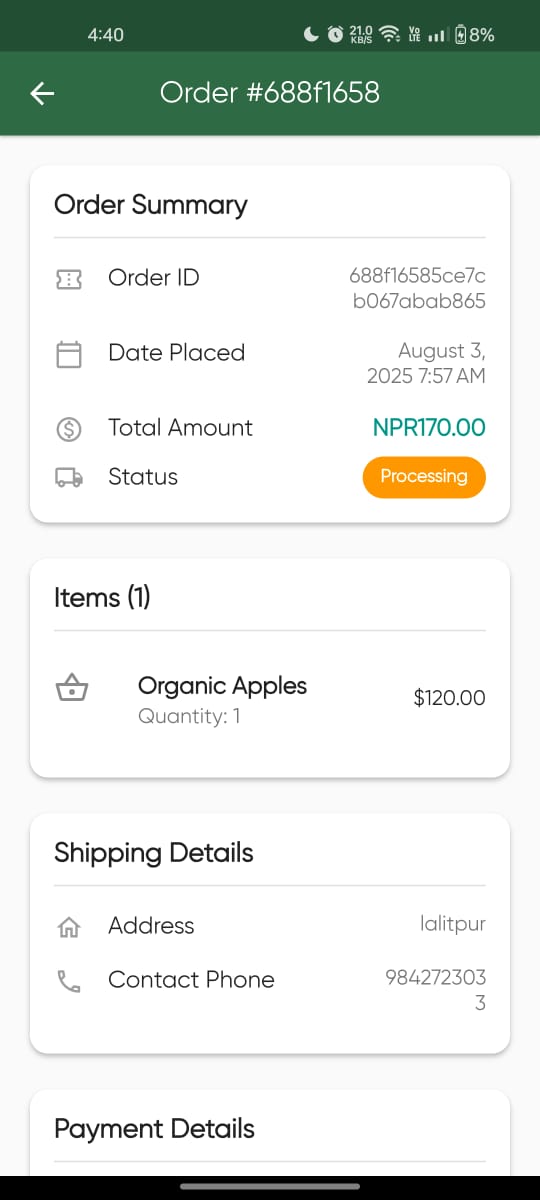 4:40 21.0 KB/S Vo LTE 8%
Order #688f1658
Order Summary
Order ID 688f16585ce7c
b067abab865
Date Placed August 3,
2025 7:57 AM
Total Amount NPR170.00
Status Processing
Items (1)
Organic Apples $120.00
Quantity: 1
Shipping Details
Address lalitpur
Contact Phone 984272303
3
Payment Details